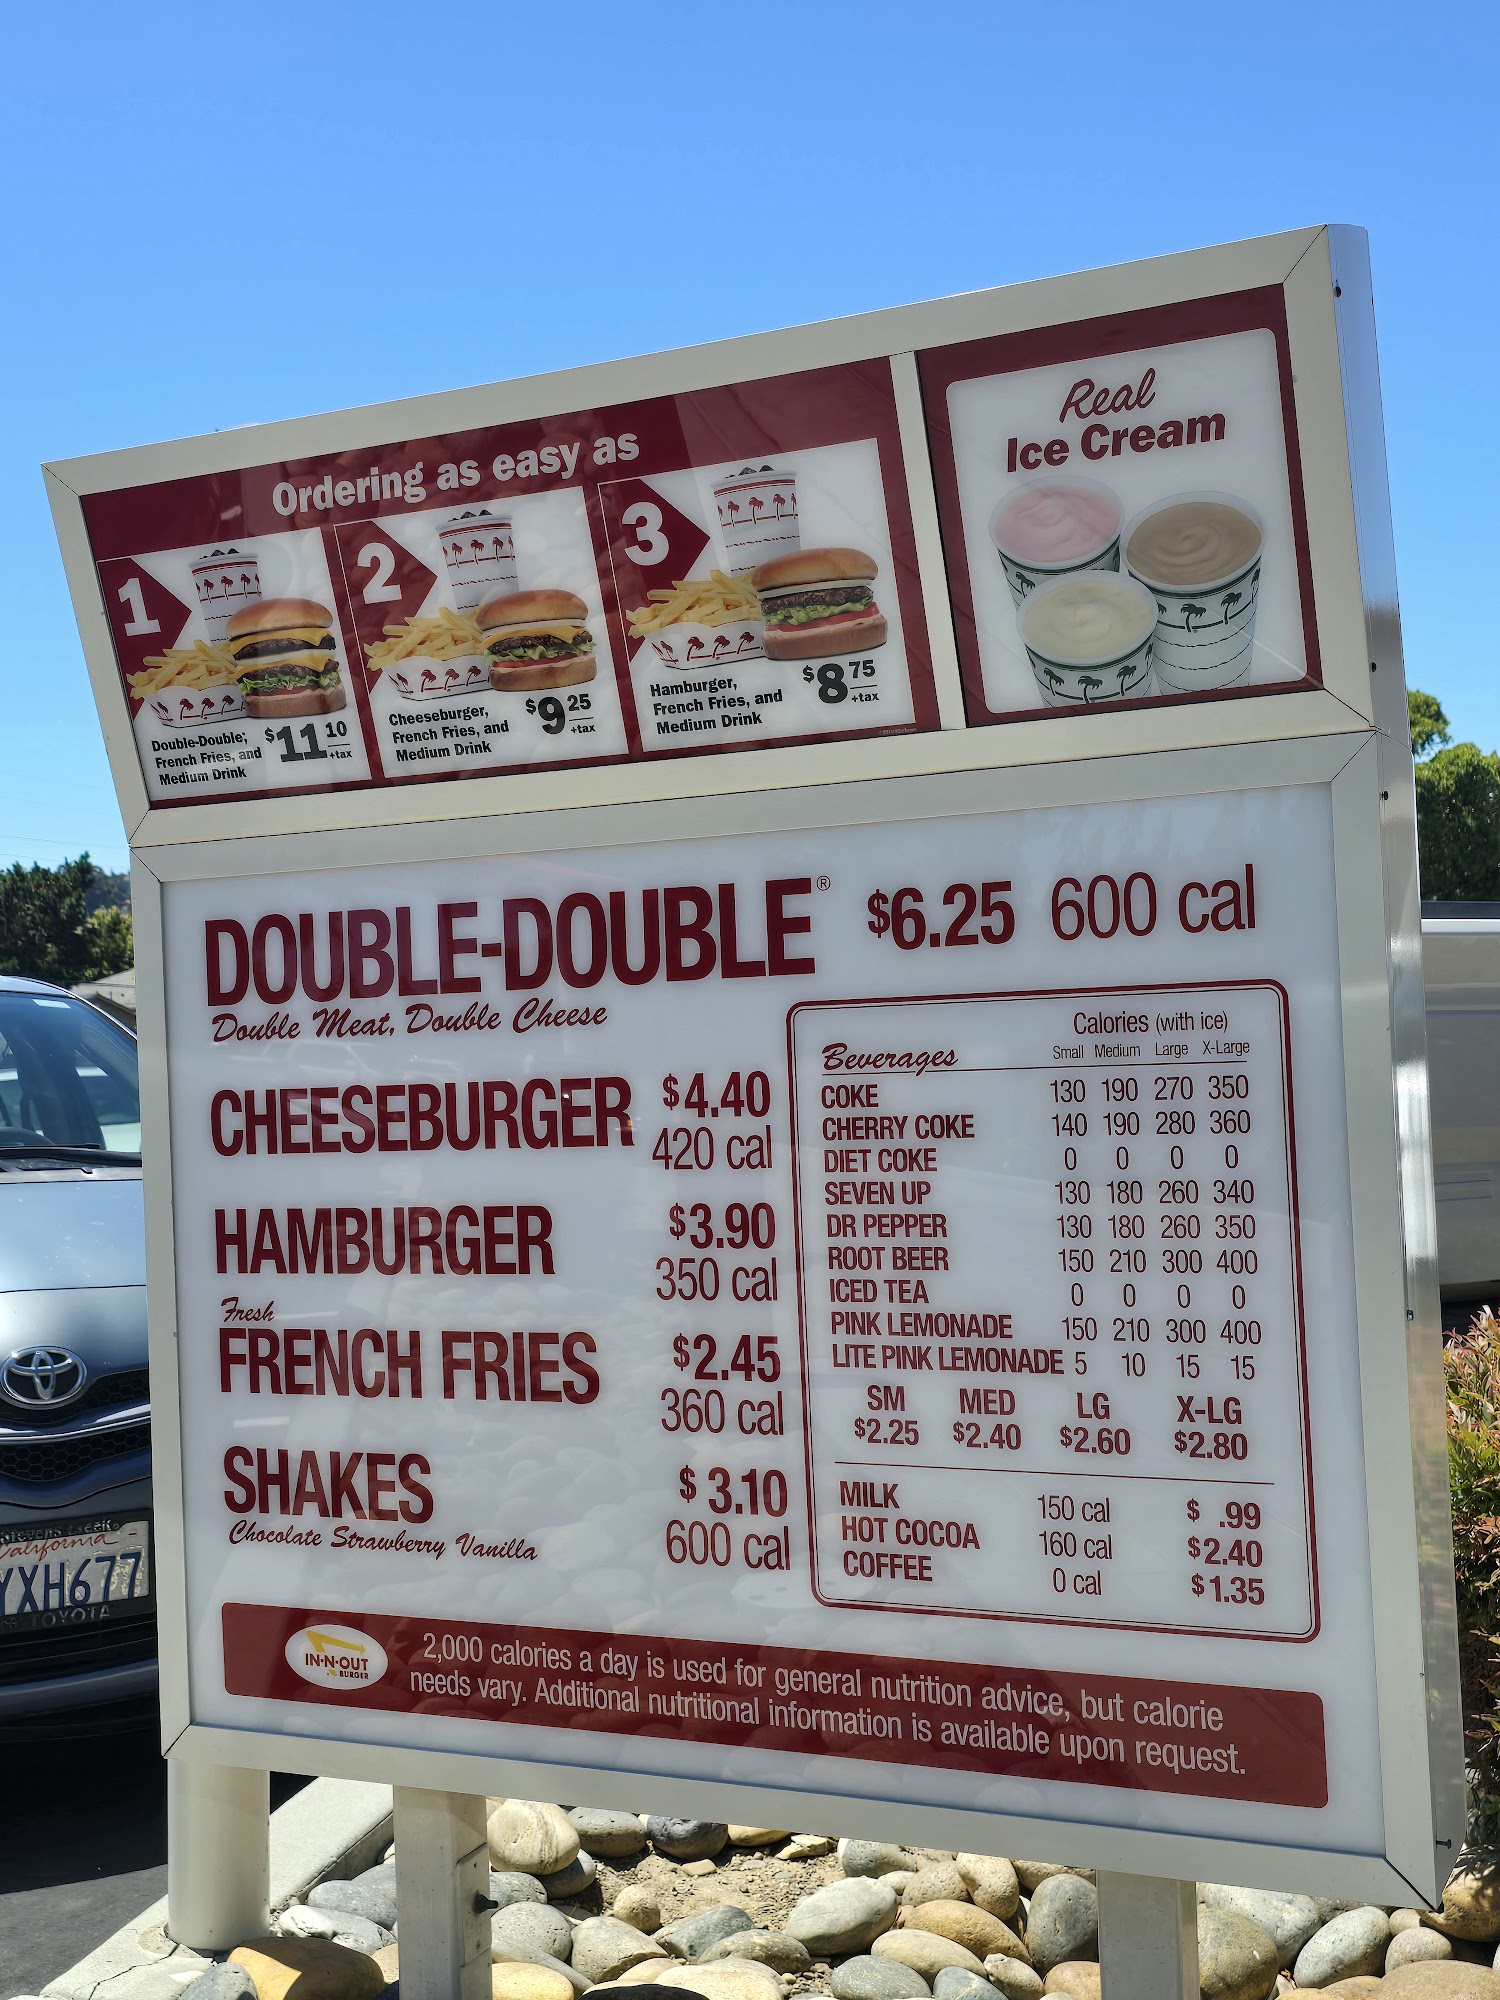 Ordering as easy as
1
Double-Double,
French Fries, and
Medium Drink
$11 10
+tax
2
Cheeseburger,
French Fries, and
Medium Drink
$9 25
+tax
3
Hamburger,
French Fries, and
Medium Drink
$8 75
+tax
Real
Ice Cream
DOUBLE-DOUBLE® $6.25 600 cal
Double Meat, Double Cheese
CHEESEBURGER $4.40
420 cal
HAMBURGER $3.90
350 cal
Fresh
FRENCH FRIES $2.45
360 cal
SHAKES $3.10
Chocolate Strawberry Vanilla 600 cal
Calories (with ice)
Beverages Small Medium Large X-Large
COKE 130 190 270 350
CHERRY COKE 140 190 280 360
DIET COKE 0 0 0 0
SEVEN UP 130 180 260 340
DR PEPPER 130 180 260 350
ROOT BEER 150 210 300 400
ICED TEA 0 0 0 0
PINK LEMONADE 150 210 300 400
LITE PINK LEMONADE 5 10 15 15
SM MED LG X-LG
$2.25 $2.40 $2.60 $2.80
MILK 150 cal $ .99
HOT COCOA 160 cal $2.40
COFFEE 0 cal $1.35
IN-N-OUT
BURGER
2,000 calories a day is used for general nutrition advice, but calorie
needs vary. Additional nutritional information is available upon request.
California
YXH677
TOYOTA